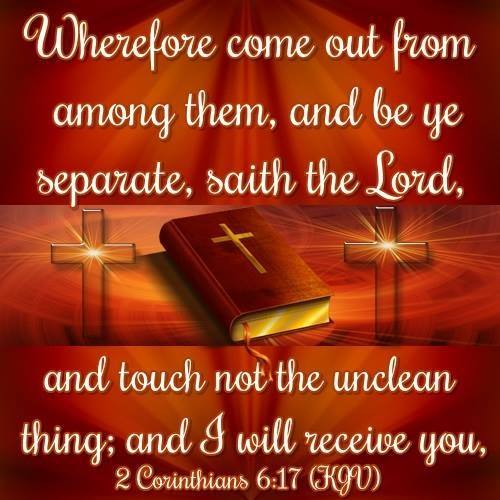 Wherefore come out from
among them, and be ye
separate, saith the Lord,
and touch not the unclean
thing; and I will receive you,
2 Corinthians 6:17 (KJV)